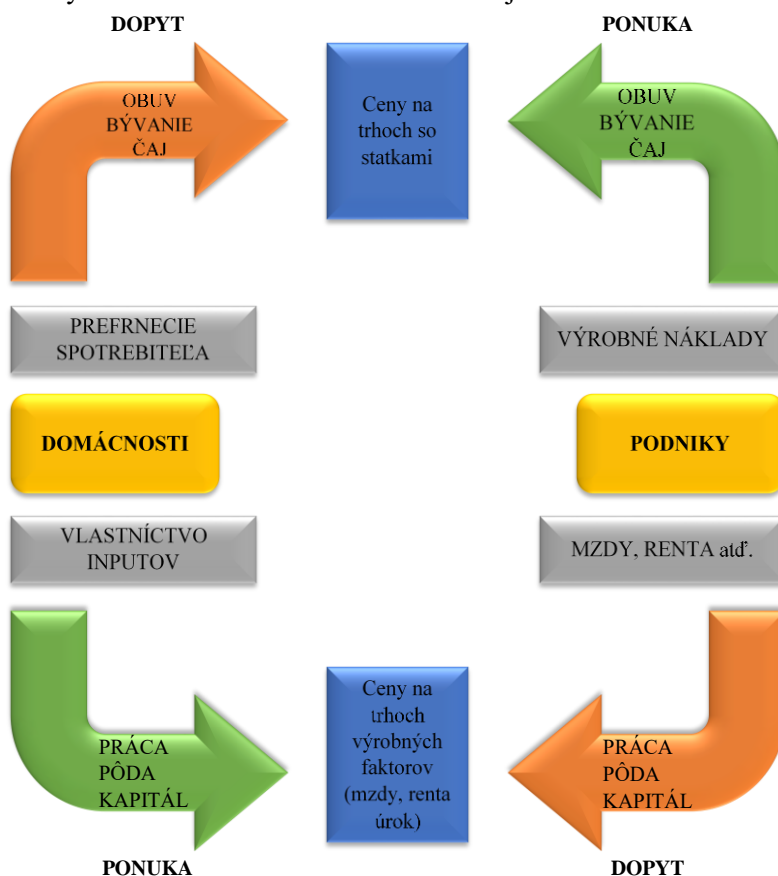 DOPYT
PONUKA
OBUV
BÝVANIE
ČAJ
Ceny na
trhoch so
statkami
OBUV
BÝVANIE
ČAJ
PREFRNECIE
SPOTREBITEĽA
VÝROBNÉ NÁKLADY
DOMÁCNOSTI
PODNIKY
VLASTNÍCTVO
INPUTOV
MZDY, RENTA atď.
PRÁCA
PÔDA
KAPITÁL
Ceny na
trhoch
výrobných
faktorov
(mzdy, renta
úrok)
PRÁCA
PÔDA
KAPITÁL
PONUKA
DOPYT